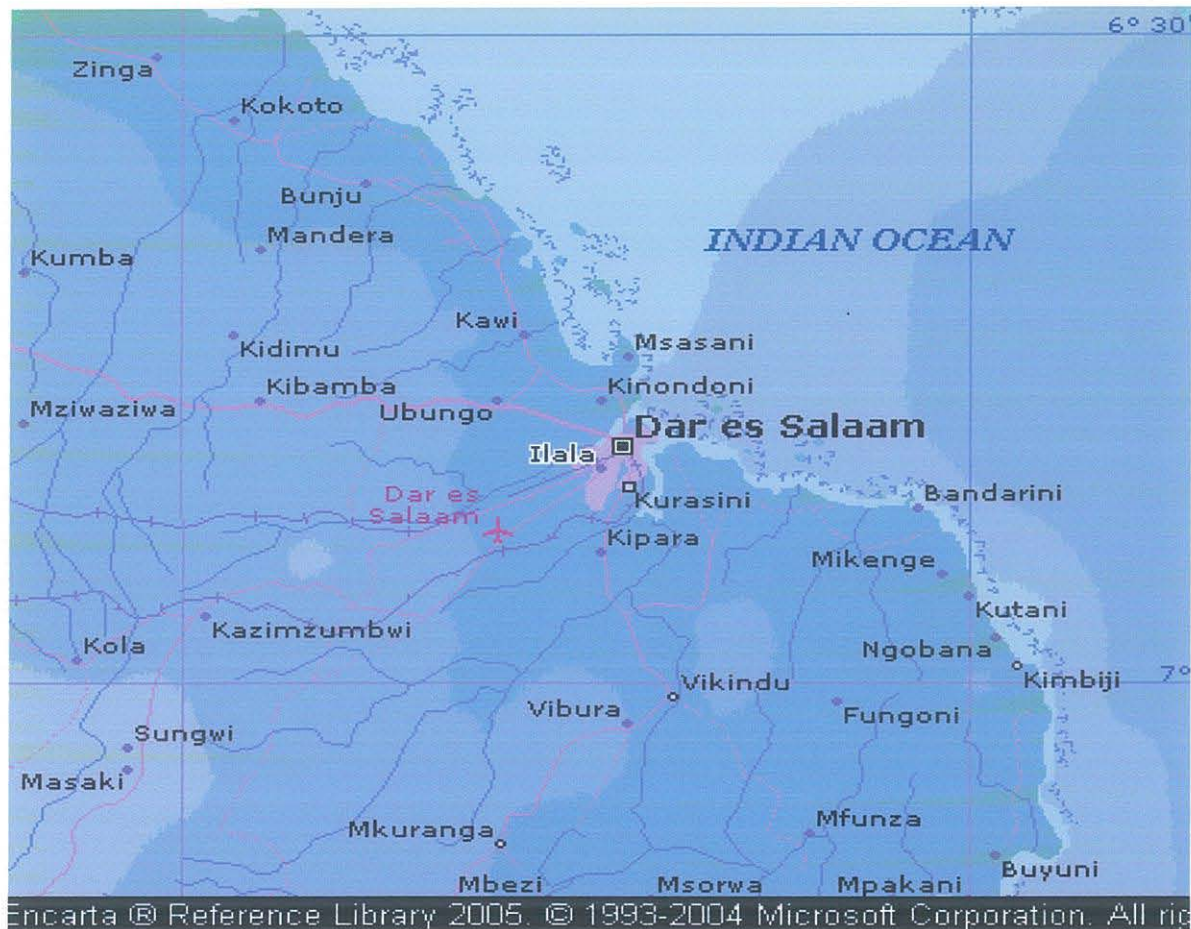 6° 30'
Zinga
Kokoto
Bunju
Mandera
INDIAN OCEAN
Kumba
Kawi
Msasani
Kidimu
Kibamba
Kinondoni
Mziwaziwa
Ubungo
Dar es Salaam
Ilala
Dar es
Salaam
Kurasini
Bandarini
Kipara
Mikenge
Kutani
Kazimzumbwi
Kola
Ngobana
Kimbiji
7°
Vikindu
Vibura
Fungoni
Sungwi
Masaki
Mkuranga
Mfunza
Buyuni
Mbezi
Msorwa
Mpakani
Encarta ® Reference Library 2005. © 1993-2004 Microsoft Corporation. All